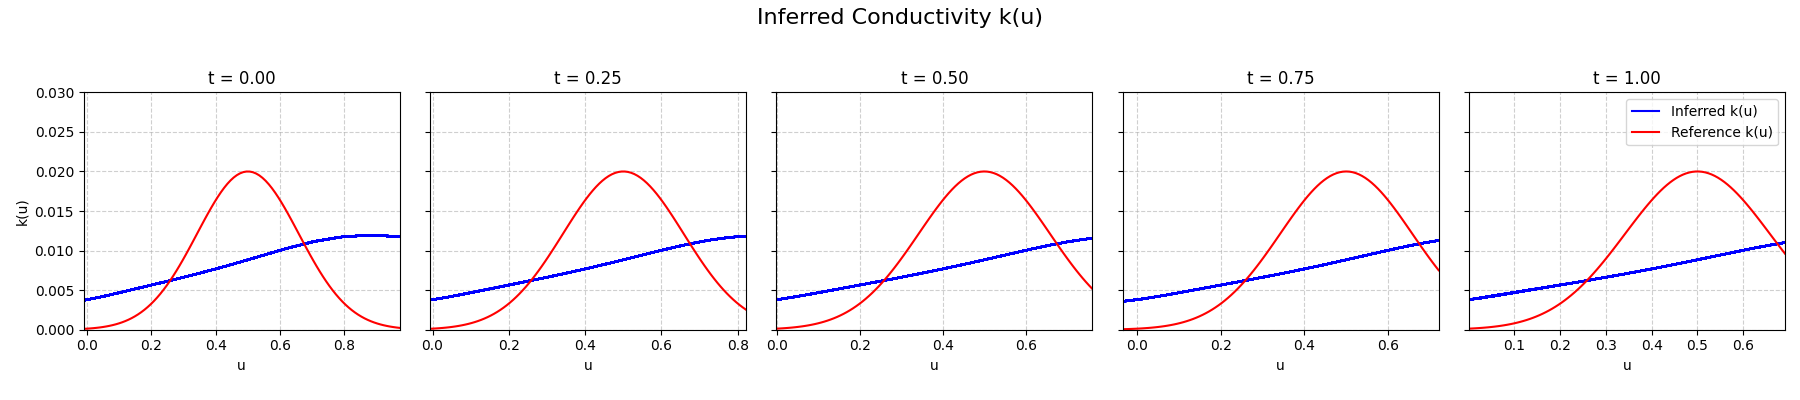 Inferred Conductivity k(u)
t = 0.00
t = 0.25
t = 0.50
t = 0.75
t = 1.00
k(u)
0.030
0.025
0.020
0.015
0.010
0.005
0.000
Inferred k(u)
Reference k(u)
0.0 0.2 0.4 0.6 0.8
0.0 0.2 0.4 0.6 0.8
0.0 0.2 0.4 0.6
0.0 0.2 0.4 0.6
0.1 0.2 0.3 0.4 0.5 0.6
u
u
u
u
u